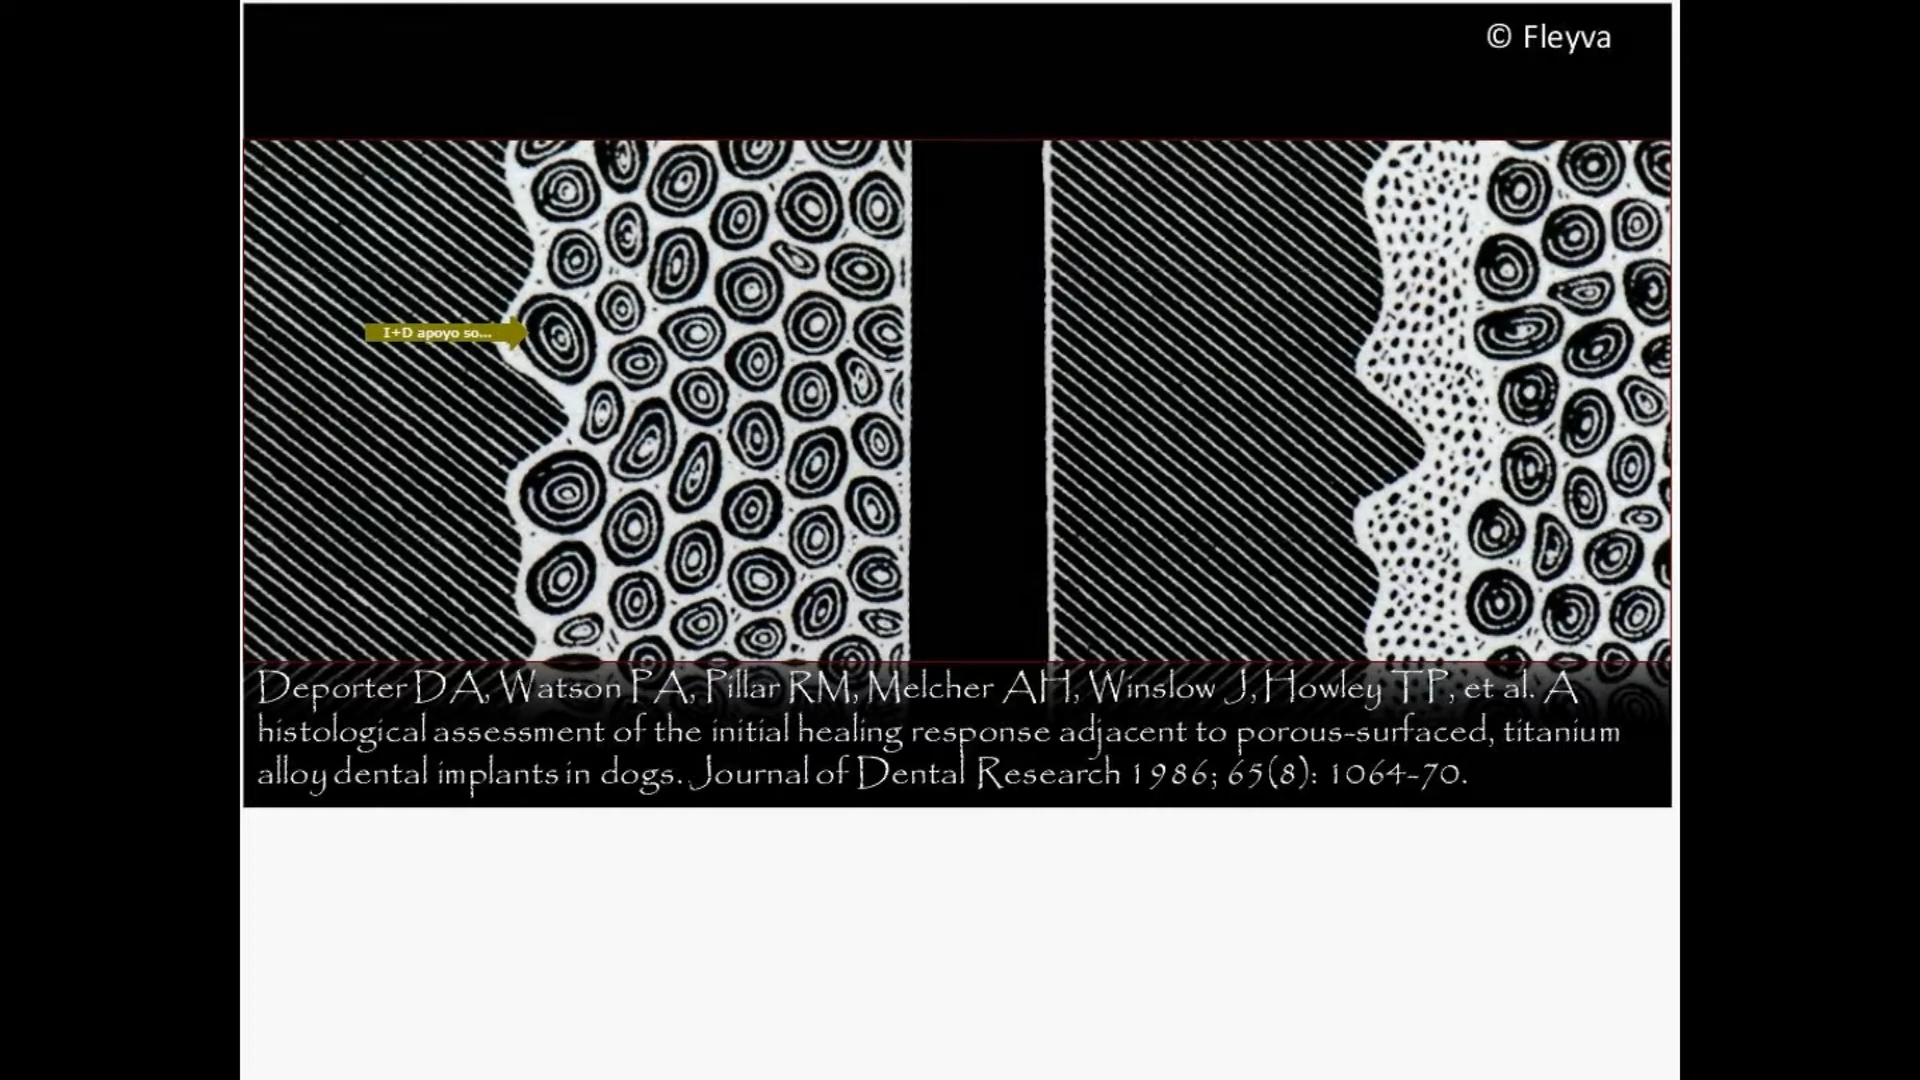 © Fleyva
I+D apoyo so...
Deporter DA, Watson PA, Pillar RM, Melcher AH, Winslow J, Howley TP, et al. A
histological assessment of the initial healing response adjacent to porous-surfaced, titanium
alloy dental implants in dogs. Journal of Dental Research 1986; 65(8): 1064-70.